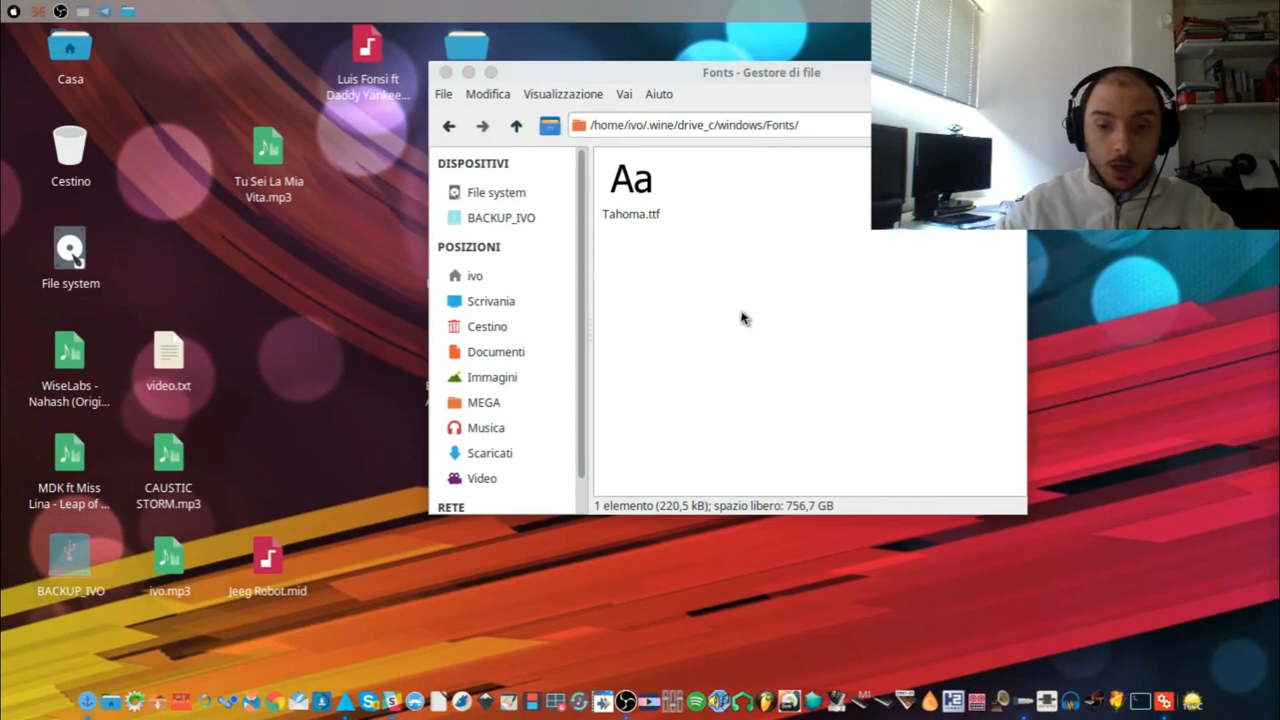 Casa
Luis Fonsi ft
Daddy Yankee...
Cestino
Tu Sei La Mia
Vita.mp3
File system
WiseLabs -
Nahash (Origi...
video.txt
MDK ft Miss
Lina - Leap of ...
CAUSTIC
STORM.mp3
BACKUP_IVO
ivo.mp3
Jeeg Robot.mid
Fonts - Gestore di file
File Modifica Visualizzazione Vai Aiuto
/home/ivo/.wine/drive_c/windows/Fonts/
DISPOSITIVI
File system
BACKUP_IVO
POSIZIONI
ivo
Scrivania
Cestino
Documenti
Immagini
MEGA
Musica
Scaricati
Video
RETE
Aa
Tahoma.ttf
1 elemento (220,5 kB); spazio libero: 756,7 GB